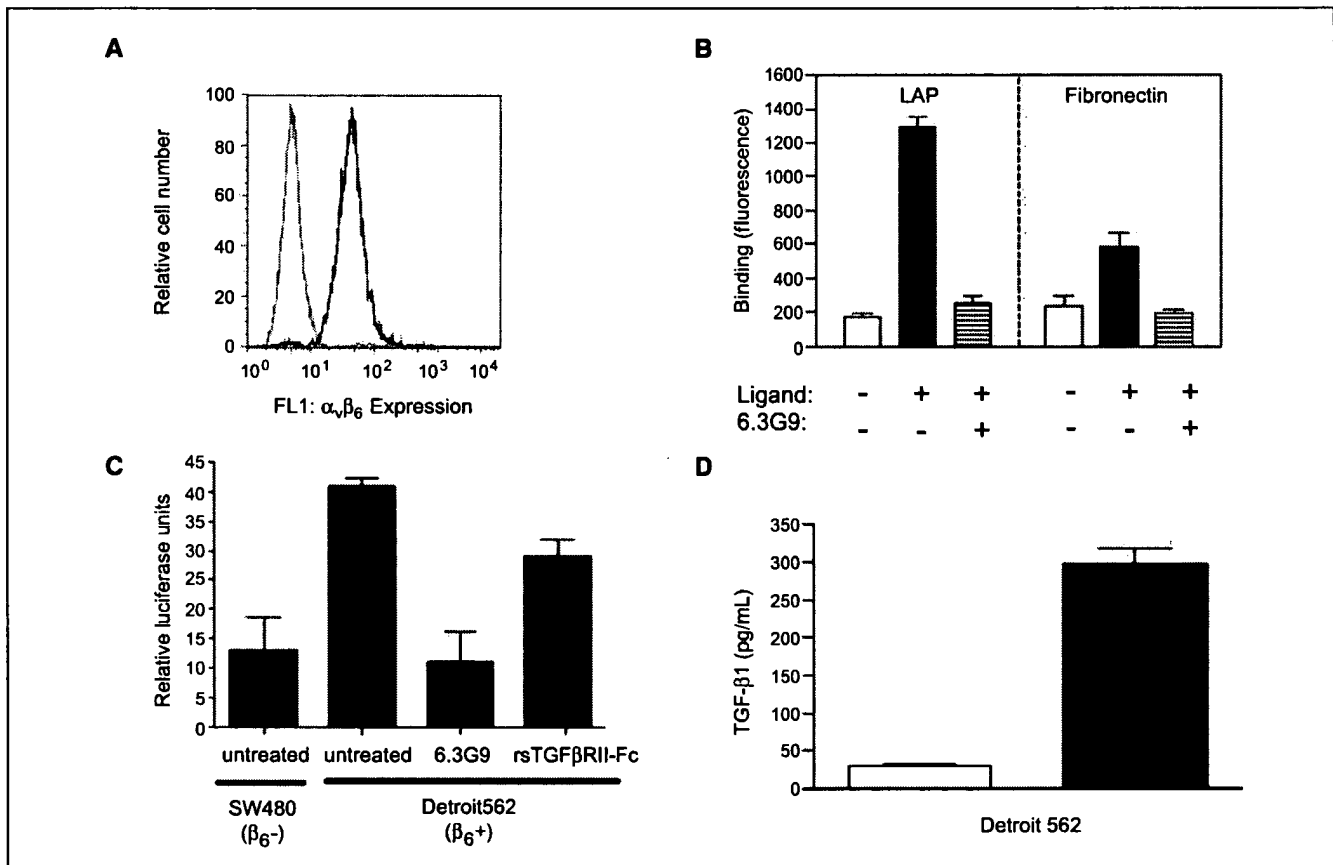 A
100
80
60
40
20
0
Relative cell number
10⁰ 10¹ 10² 10³ 10⁴
FL1: αᵥβ₆ Expression
B
1600
1400
1200
1000
800
600
400
200
0
Binding (fluorescence)
LAP Fibronectin
Ligand: - + + - + +
6.3G9: - - + - - +
C
45
40
35
30
25
20
15
10
5
0
Relative luciferase units
untreated untreated 6.3G9 rsTGFβRII-Fc
SW480 Detroit562
(β₆-) (β₆+)
D
350
300
250
200
150
100
50
0
TGF-β1 (pg/mL)
Detroit 562